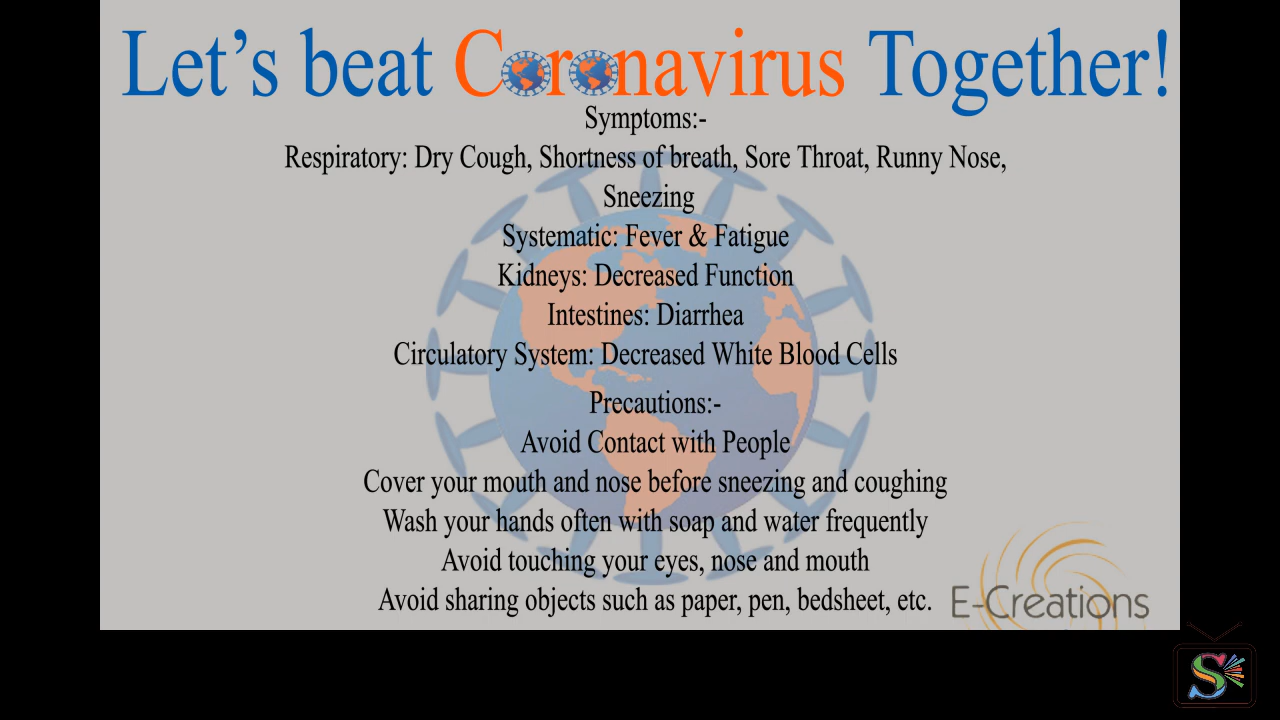 Let's beat Coronavirus Together!
Symptoms:-
Respiratory: Dry Cough, Shortness of breath, Sore Throat, Runny Nose,
Sneezing
Systematic: Fever & Fatigue
Kidneys: Decreased Function
Intestines: Diarrhea
Circulatory System: Decreased White Blood Cells
Precautions:-
Avoid Contact with People
Cover your mouth and nose before sneezing and coughing
Wash your hands often with soap and water frequently
Avoid touching your eyes, nose and mouth
Avoid sharing objects such as paper, pen, bedsheet, etc.
E-Creations
S